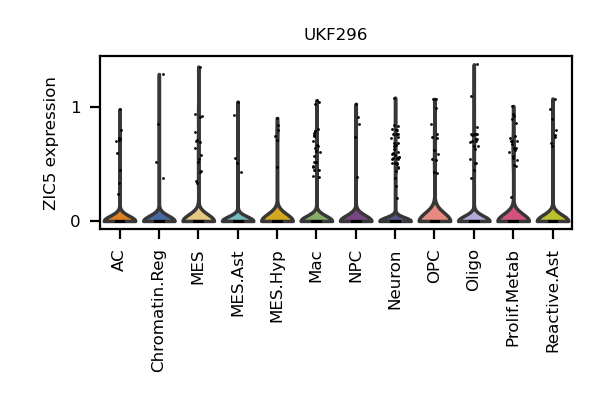 UKF296
ZIC5 expression
1
0
AC
Chromatin.Reg
MES
MES.Ast
MES.Hyp
Mac
NPC
Neuron
OPC
Oligo
Prolif.Metab
Reactive.Ast